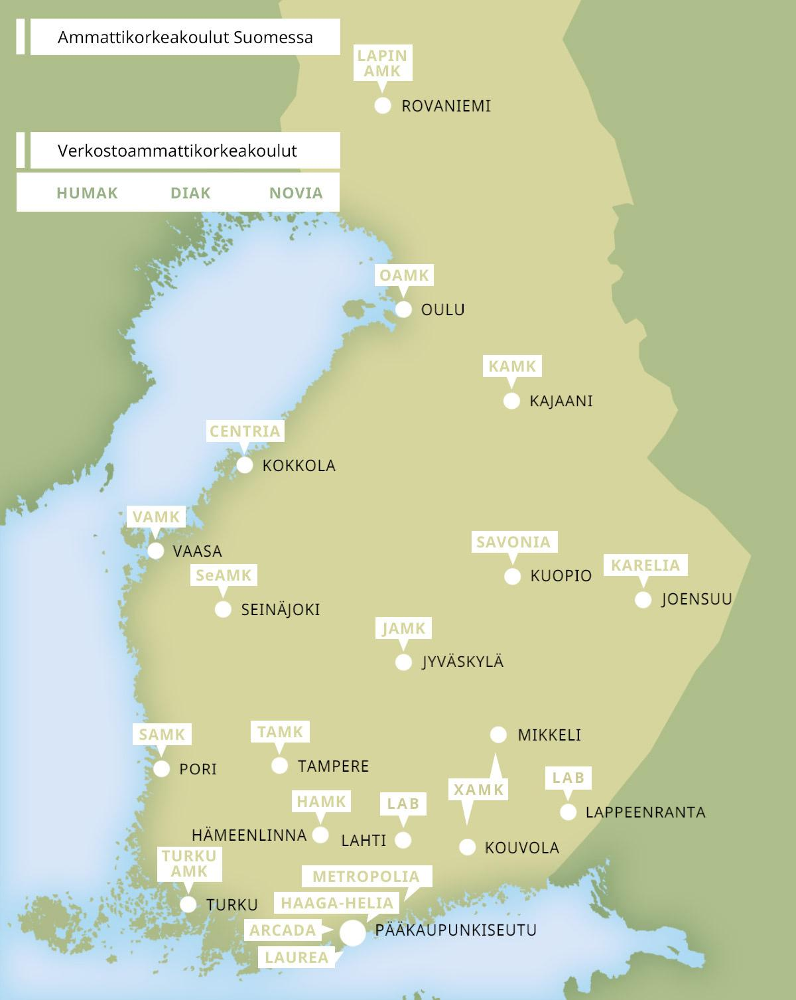 Ammattikorkeakoulut Suomessa
LAPIN
AMK
ROVANIEMI
Verkostoammattikorkeakoulut
HUMAK DIAK NOVIA
OAMK
OULU
KAMK
KAJAANI
CENTRIA
KOKKOLA
VAMK
VAASA
SAVONIA
KUOPIO
KARELIA
JOENSUU
SeAMK
SEINÄJOKI
JAMK
JYVÄSKYLÄ
SAMK
PORI
TAMK
TAMPERE
MIKKELI
XAMK
KOUVOLA
LAB
LAPPEENRANTA
HAMK
HÄMEENLINNA
LAB
LAHTI
TURKU
AMK
TURKU
METROPOLIA
HAAGA-HELIA
ARCADA
PÄÄKAUPUNKISEUTU
LAUREA